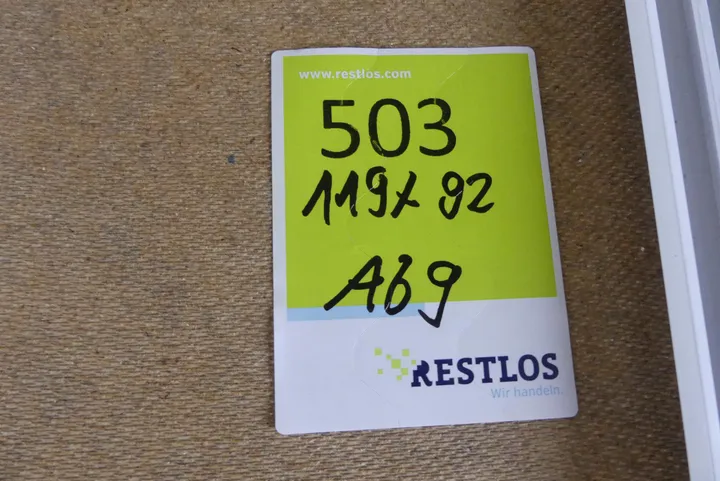 www.restlos.com
503
119x 92
A69
RESTLOS
Wir handeln.